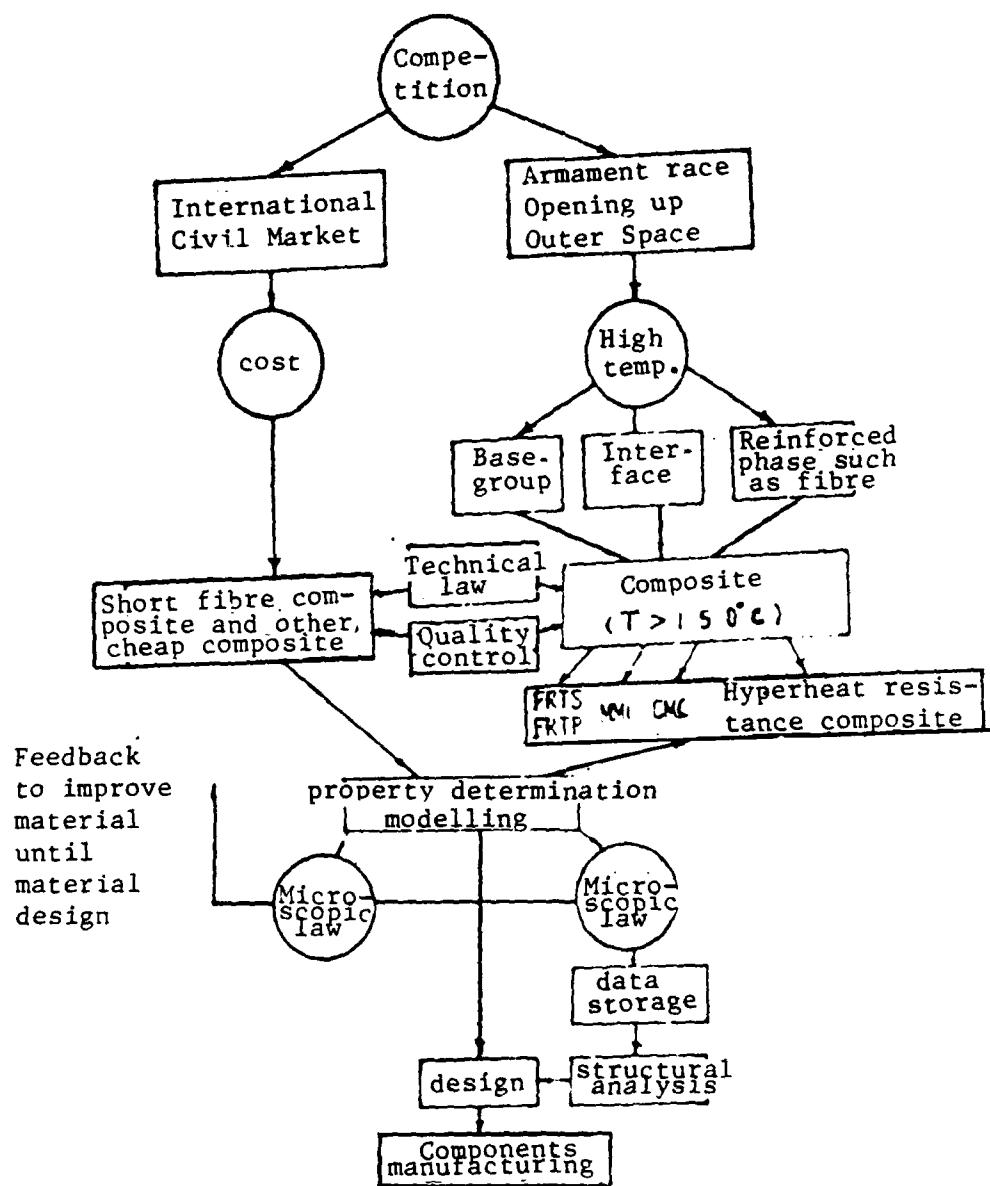 Compe-
tition
International
Civil Market
Armament race
Opening up
Outer Space
cost
High
temp.
Base-
group
Inter-
face
Reinforced
phase such
as fibre
Technical
law
Quality
control
Short fibre com-
posite and other,
cheap composite
Composite
(T > 150°C)
FRTS
FRTP
CMC
Hyperheat resis-
tance composite
Feedback
to improve
material
until
material
design
property determination
modelling
Micro-
scopic
law
Micro-
scopic
law
data
storage
structural
analysis
design
Components
manufacturing